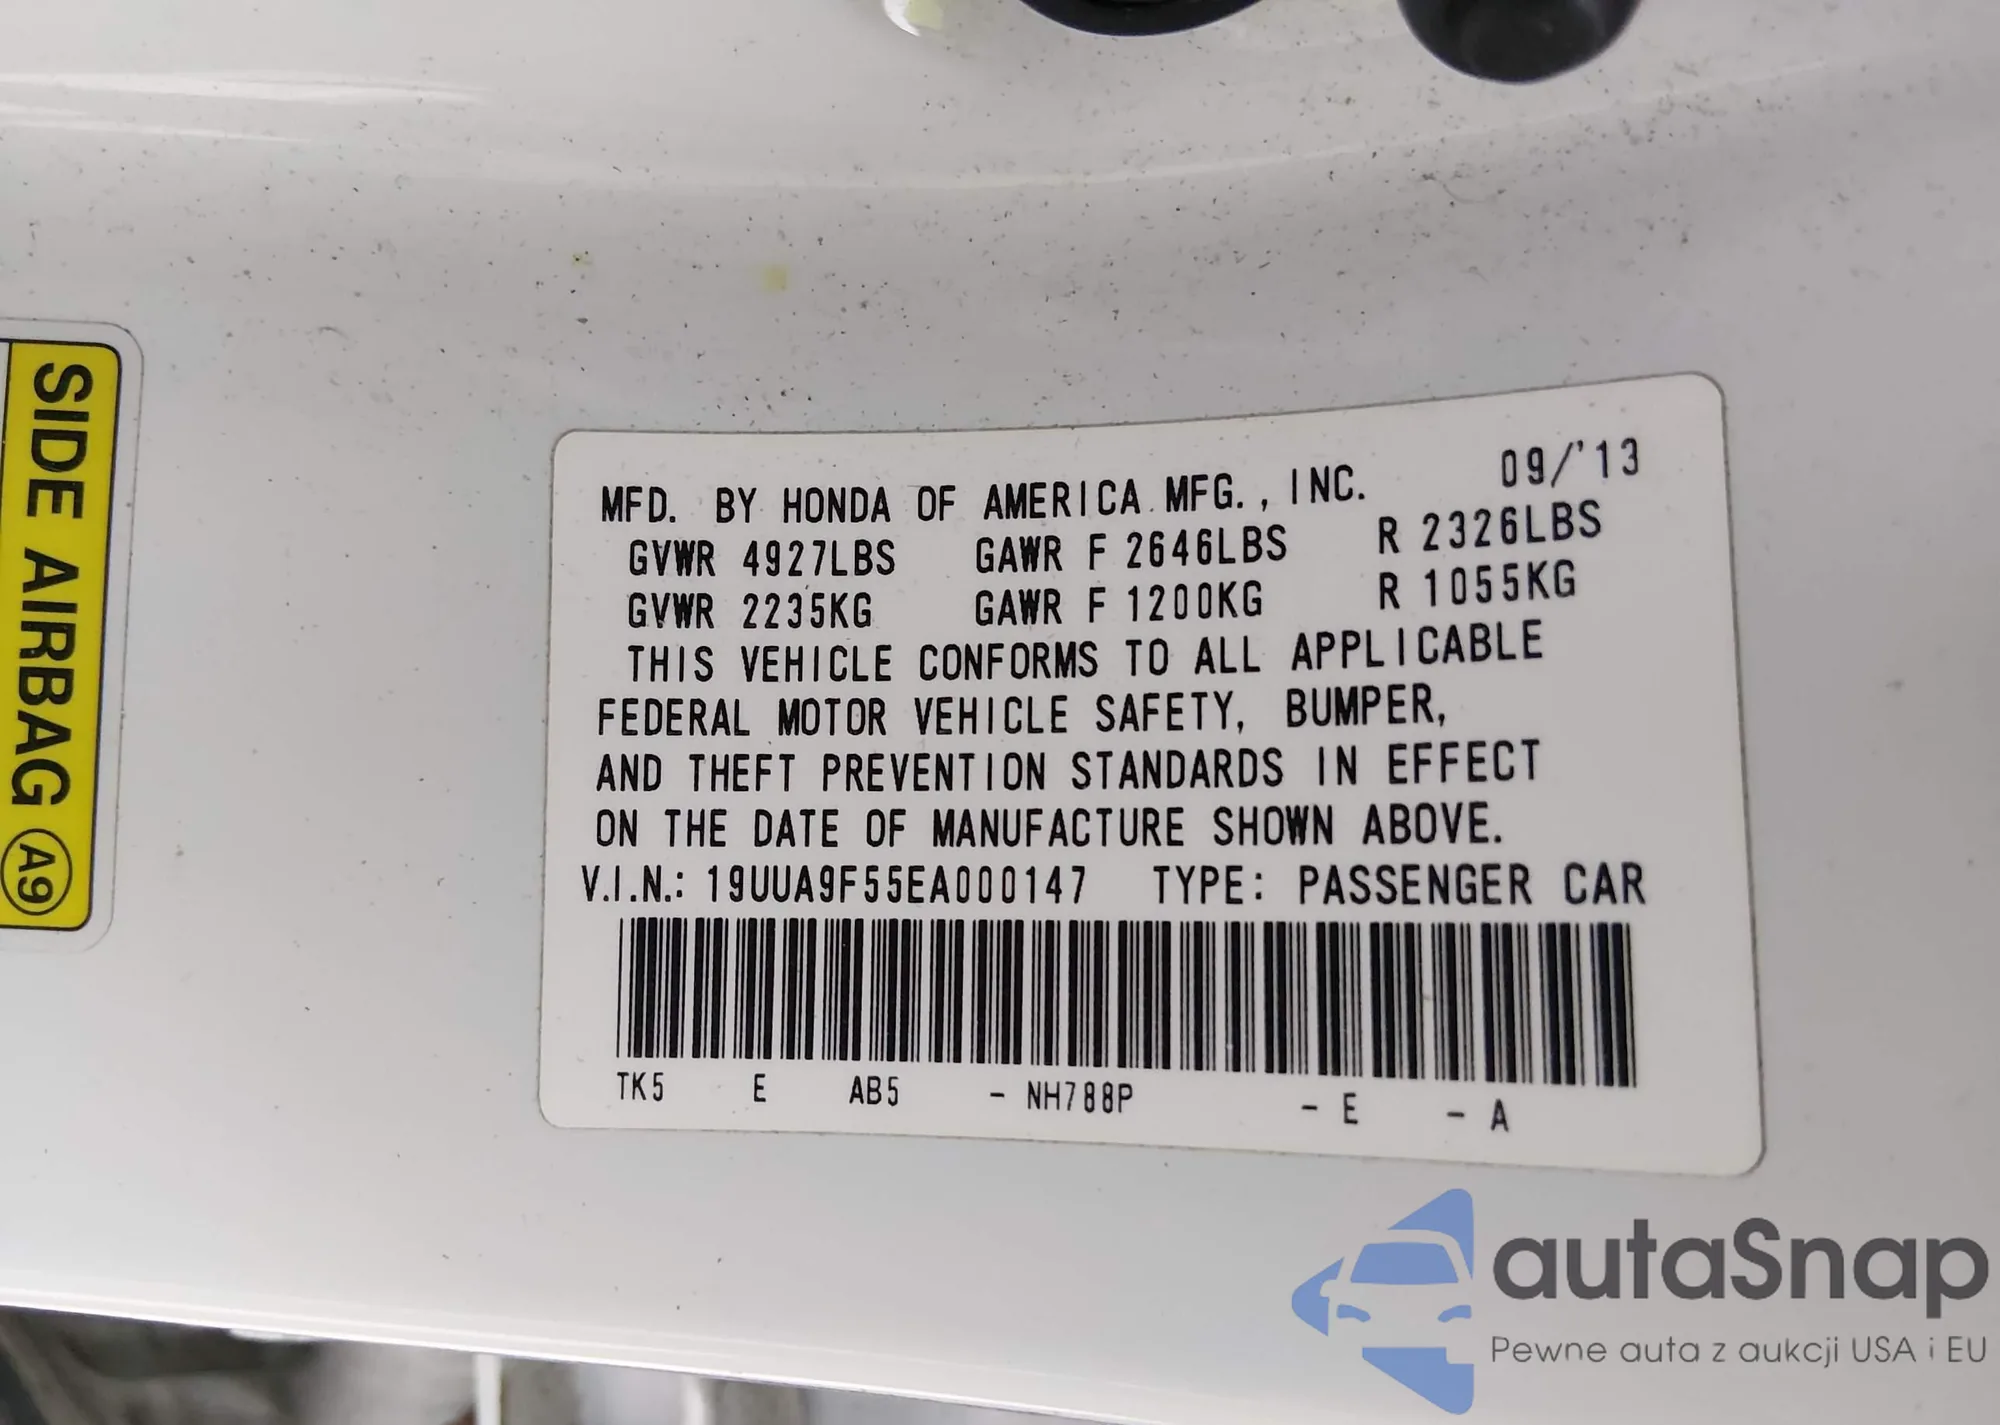 SIDE AIRBAG A9
MFD. BY HONDA OF AMERICA MFG., INC. 09/'13
GVWR 4927LBS GAWR F 2646LBS R 2326LBS
GVWR 2235KG GAWR F 1200KG R 1055KG
THIS VEHICLE CONFORMS TO ALL APPLICABLE
FEDERAL MOTOR VEHICLE SAFETY, BUMPER,
AND THEFT PREVENTION STANDARDS IN EFFECT
ON THE DATE OF MANUFACTURE SHOWN ABOVE.
V.I.N.: 19UUA9F55EA000147 TYPE: PASSENGER CAR
TK5 E AB5 - NH788P - E - A
autaSnap
Pewne auta z aukcji USA i EU